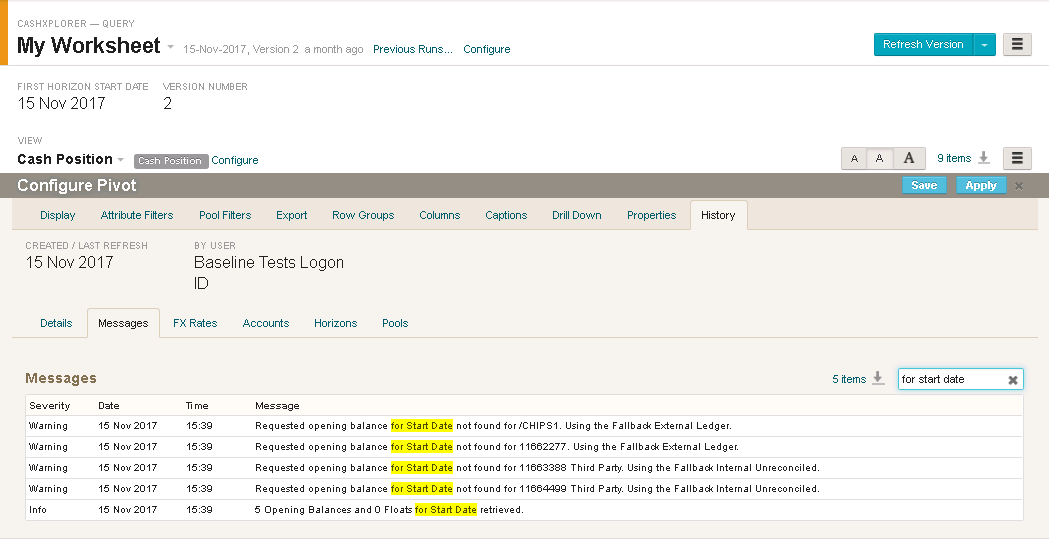 CASHXPLORER — QUERY
My Worksheet 15-Nov-2017, Version 2 a month ago Previous Runs... Configure Refresh Version
FIRST HORIZON START DATE VERSION NUMBER
15 Nov 2017 2
VIEW
Cash Position Cash Position Configure A A A 9 items
Configure Pivot Save Apply
Display Attribute Filters Pool Filters Export Row Groups Columns Captions Drill Down Properties History
CREATED / LAST REFRESH BY USER
15 Nov 2017 Baseline Tests Logon
ID
Details Messages FX Rates Accounts Horizons Pools
Messages 5 items for start date
Severity Date Time Message
Warning 15 Nov 2017 15:39 Requested opening balance for Start Date not found for /CHIPS1. Using the Fallback External Ledger.
Warning 15 Nov 2017 15:39 Requested opening balance for Start Date not found for 11662277. Using the Fallback External Ledger.
Warning 15 Nov 2017 15:39 Requested opening balance for Start Date not found for 11663388 Third Party. Using the Fallback Internal Unreconciled.
Warning 15 Nov 2017 15:39 Requested opening balance for Start Date not found for 11664499 Third Party. Using the Fallback Internal Unreconciled.
Info 15 Nov 2017 15:39 5 Opening Balances and 0 Floats for Start Date retrieved.